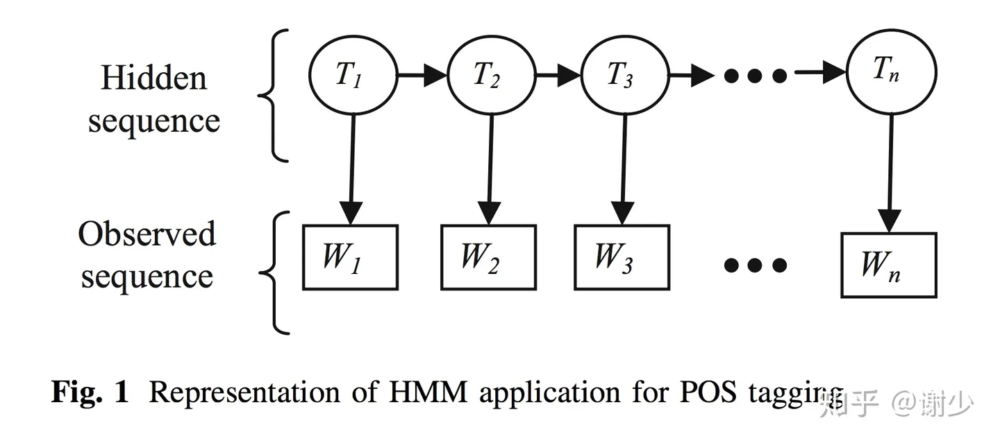 Hidden
sequence
T1 T2 T3 ••• Tn
Observed
sequence
W1 W2 W3 ••• Wn
Fig. 1 Representation of HMM application for POS tagging
知乎 @谢少